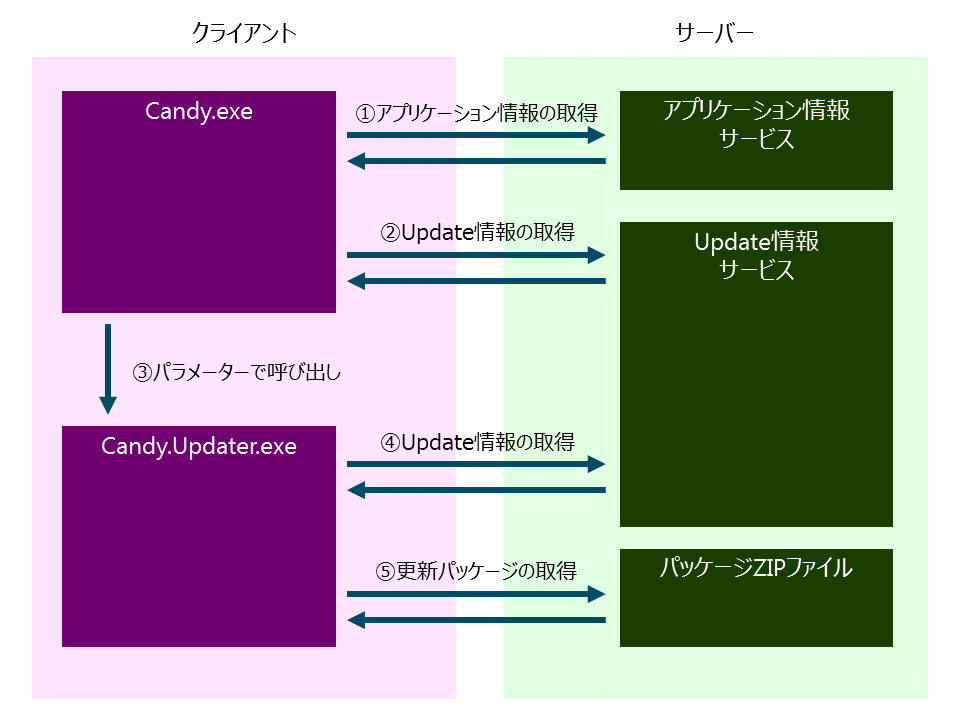 クライアント
サーバー
Candy.exe
①アプリケーション情報の取得
アプリケーション情報
サービス
②Update情報の取得
Update情報
サービス
③パラメーターで呼び出し
Candy.Updater.exe
④Update情報の取得
⑤更新パッケージの取得
パッケージZIPファイル